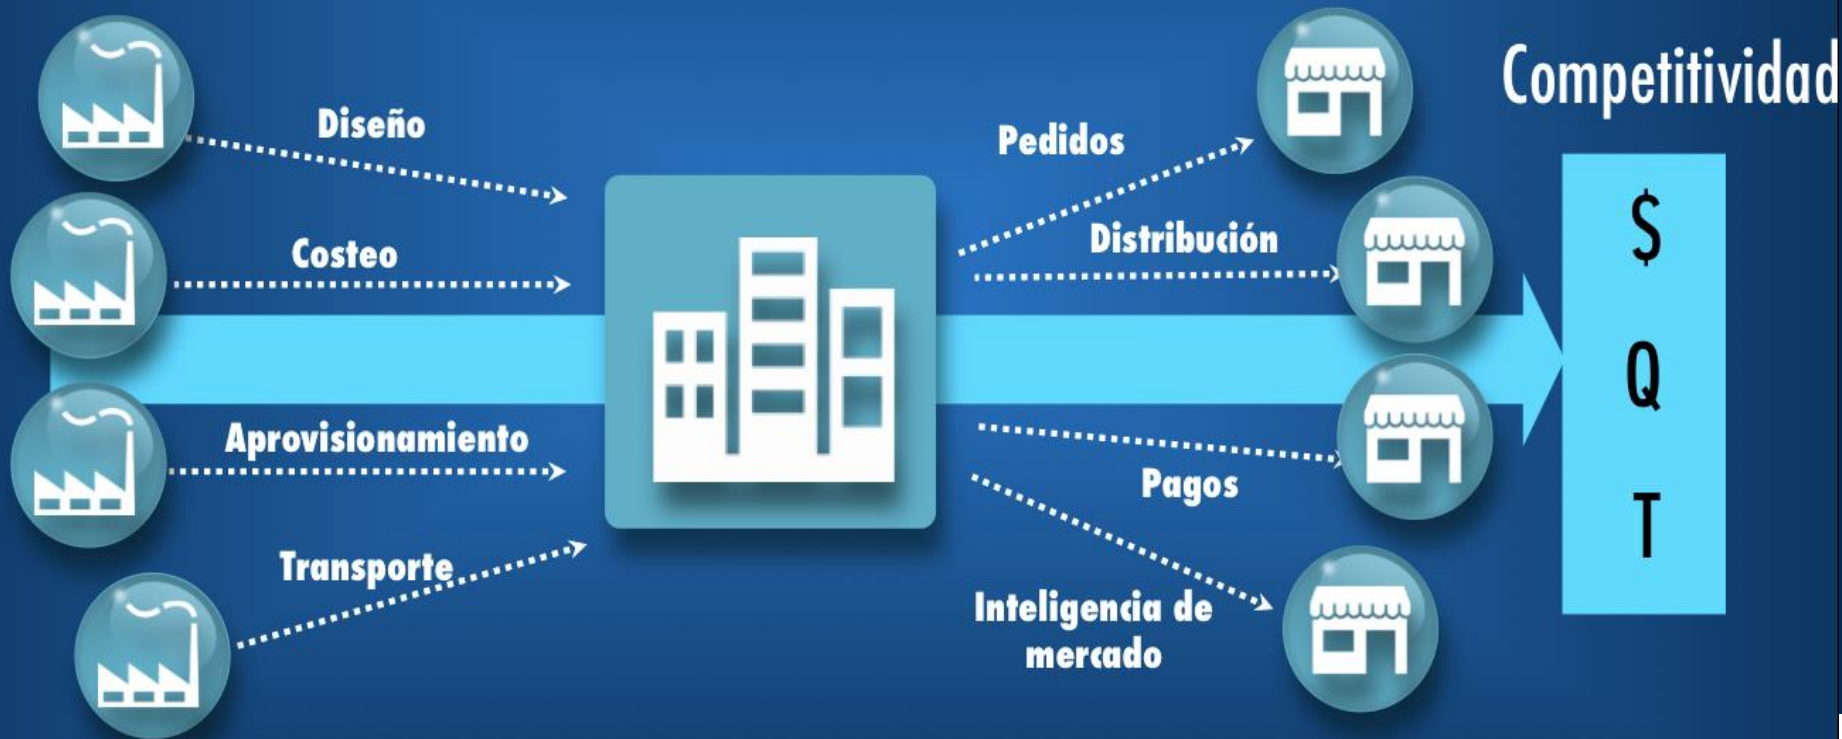 Competitividad
Diseño
Costeo
Aprovisionamiento
Transporte
Pedidos
Distribución
Pagos
Inteligencia de
mercado
$
Q
T